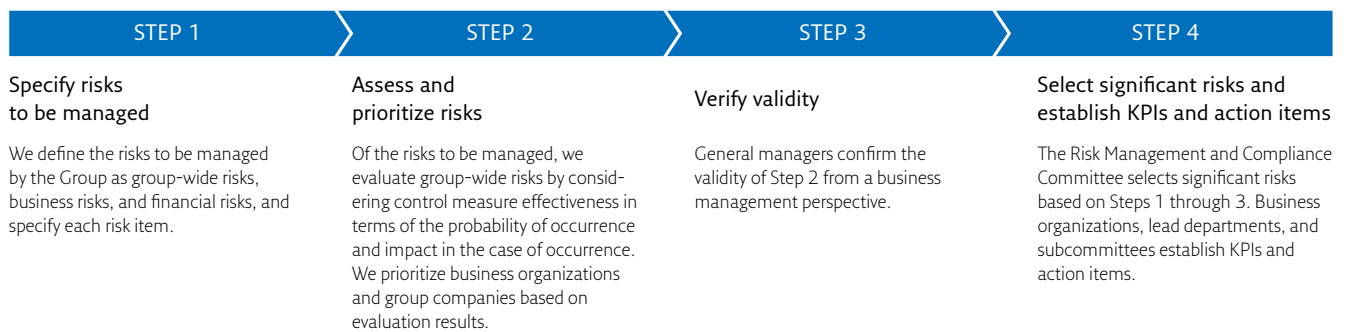 STEP 1
STEP 2
STEP 3
STEP 4
Specify risks
to be managed
We define the risks to be managed
by the Group as group-wide risks,
business risks, and financial risks, and
specify each risk item.
Assess and
prioritize risks
Of the risks to be managed, we
evaluate group-wide risks by consid-
ering control measure effectiveness in
terms of the probability of occurrence
and impact in the case of occurrence.
We prioritize business organizations
and group companies based on
evaluation results.
Verify validity
General managers confirm the
validity of Step 2 from a business
management perspective.
Select significant risks and
establish KPIs and action items
The Risk Management and Compliance
Committee selects significant risks
based on Steps 1 through 3. Business
organizations, lead departments, and
subcommittees establish KPIs and
action items.